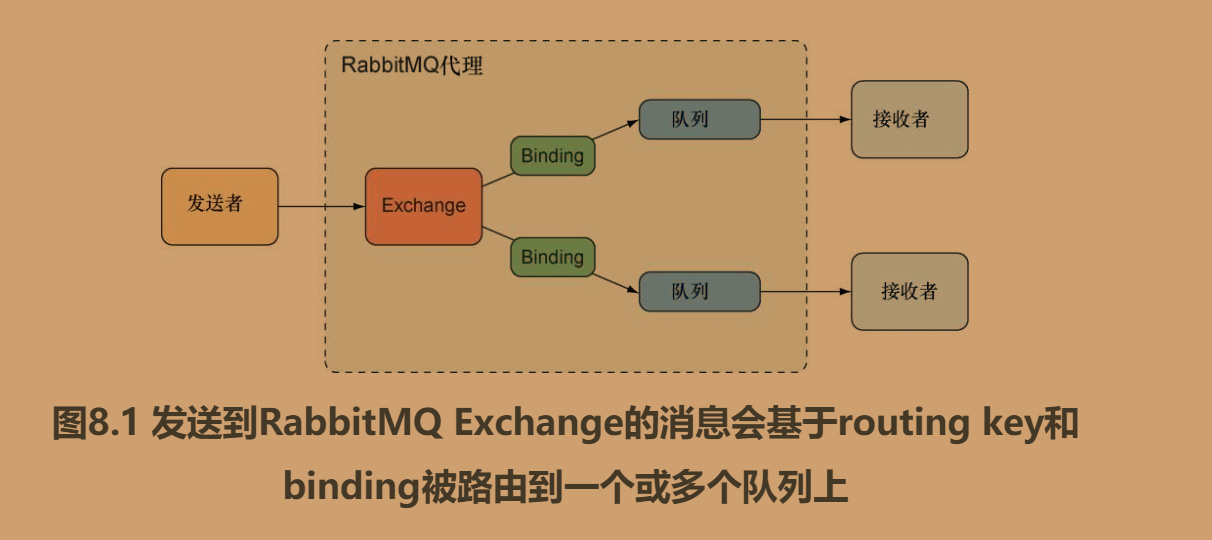 RabbitMQ代理
队列
接收者
Binding
发送者
Exchange
Binding
队列
接收者
图8.1 发送到RabbitMQ Exchange的消息会基于routing key和
binding被路由到一个或多个队列上